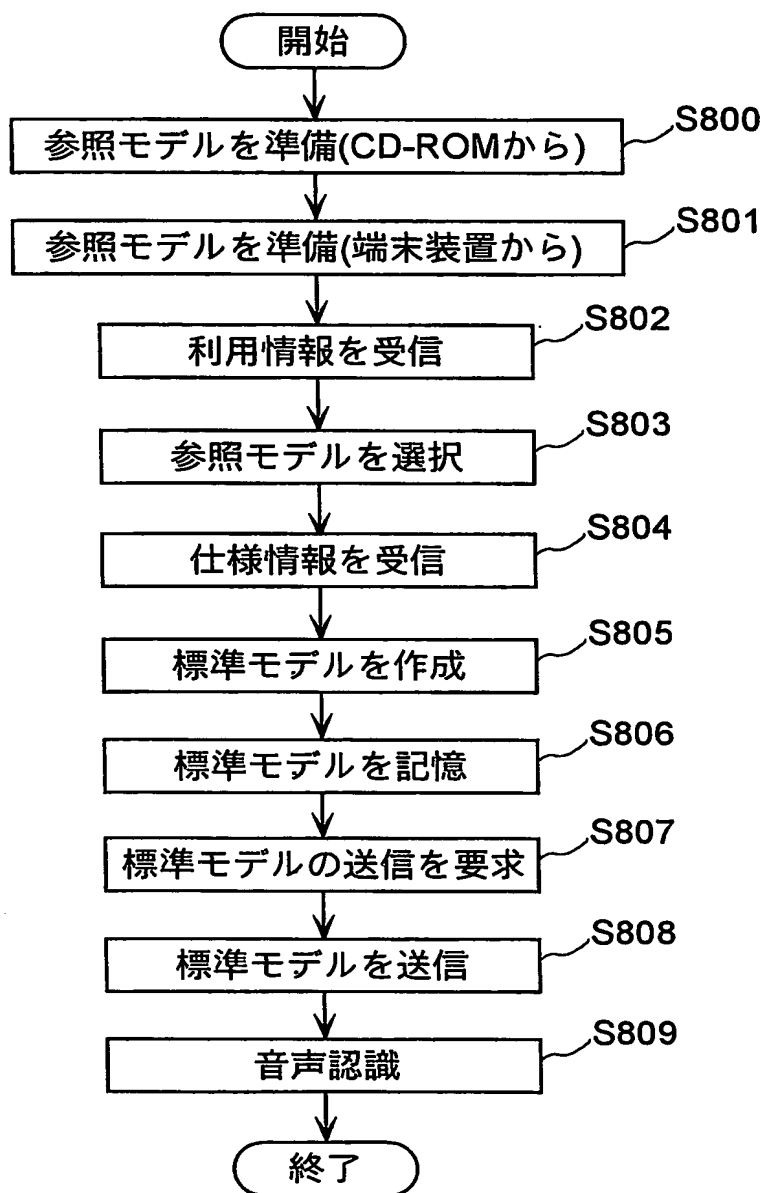 開始
参照モデルを準備(CD-ROMから)
S800
参照モデルを準備(端末装置から)
S801
利用情報を受信
S802
参照モデルを選択
S803
仕様情報を受信
S804
標準モデルを作成
S805
標準モデルを記憶
S806
標準モデルの送信を要求
S807
標準モデルを送信
S808
音声認識
S809
終了